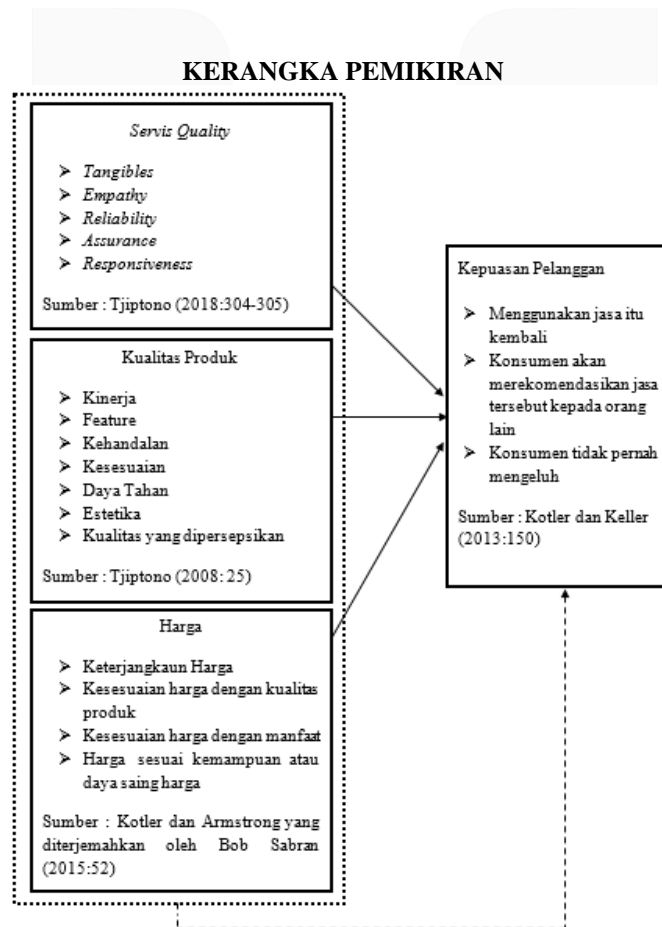 KERANGKA PEMIKIRAN
Servis Quality
➢ Tangibles
➢ Empathy
➢ Reliability
➢ Assurance
➢ Responsiveness
Sumber : Tjiptono (2018:304-305)
Kualitas Produk
➢ Kinerja
➢ Feature
➢ Kehandalan
➢ Kesesuaian
➢ Daya Tahan
➢ Estetika
➢ Kualitas yang dipersepsikan
Sumber : Tjiptono (2008: 25)
Harga
➢ Keterjangkaun Harga
➢ Kesesuaian harga dengan kualitas
produk
➢ Kesesuaian harga dengan manfaat
➢ Harga sesuai kemampuan atau
daya saing harga
Sumber : Kotler dan Armstrong yang
diterjemahkan oleh Bob Sabran
(2015:52)
Kepuasan Pelanggan
➢ Menggunakan jasa itu
kembali
➢ Konsumen akan
merekomendasikan jasa
tersebut kepada orang
lain
➢ Konsumen tidak pernah
mengeluh
Sumber : Kotler dan Keller
(2013:150)